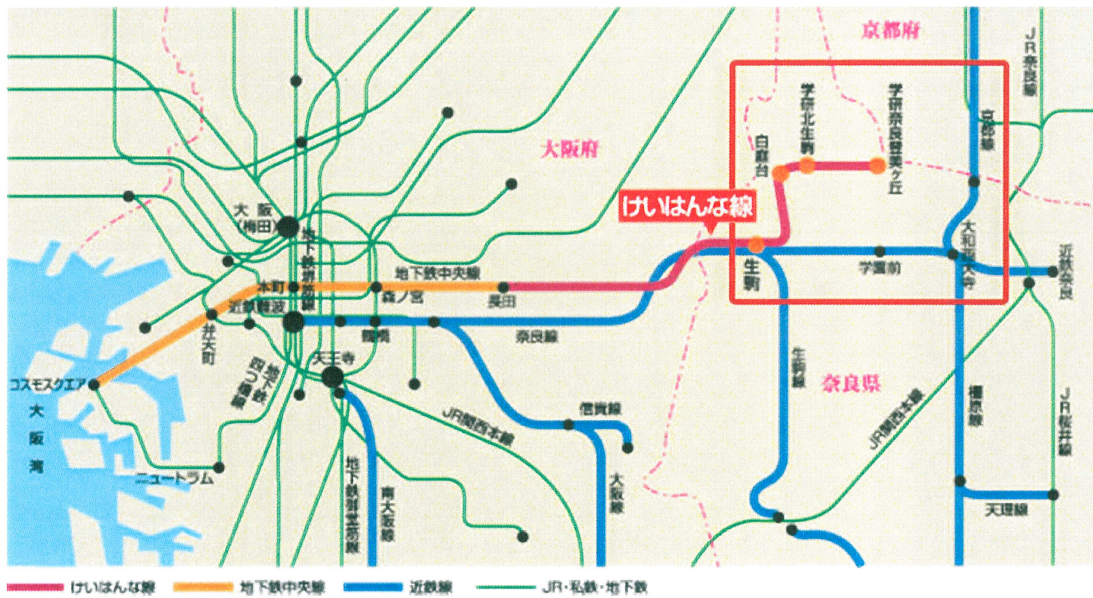 京都府
JR奈良線
学研北生駒
学研奈良登美ヶ丘
京都線
白庭台
大阪府
けいはんな線
大阪
(梅田)
地下鉄堺筋線
地下鉄中央線
本町
森ノ宮
長田
生駒
学園前
大和西大寺
近鉄奈良
近鉄難波
鶴橋
奈良線
弁天町
地下鉄
四つ橋線
天王寺
コスモスクエア
大阪湾
ニュートラム
JR関西本線
信貴線
生駒線
奈良県
JR関西本線
橿原線
JR桜井線
地下鉄御堂筋線
南大阪線
大阪線
天理線
けいはんな線
地下鉄中央線
近鉄線
JR・私鉄・地下鉄